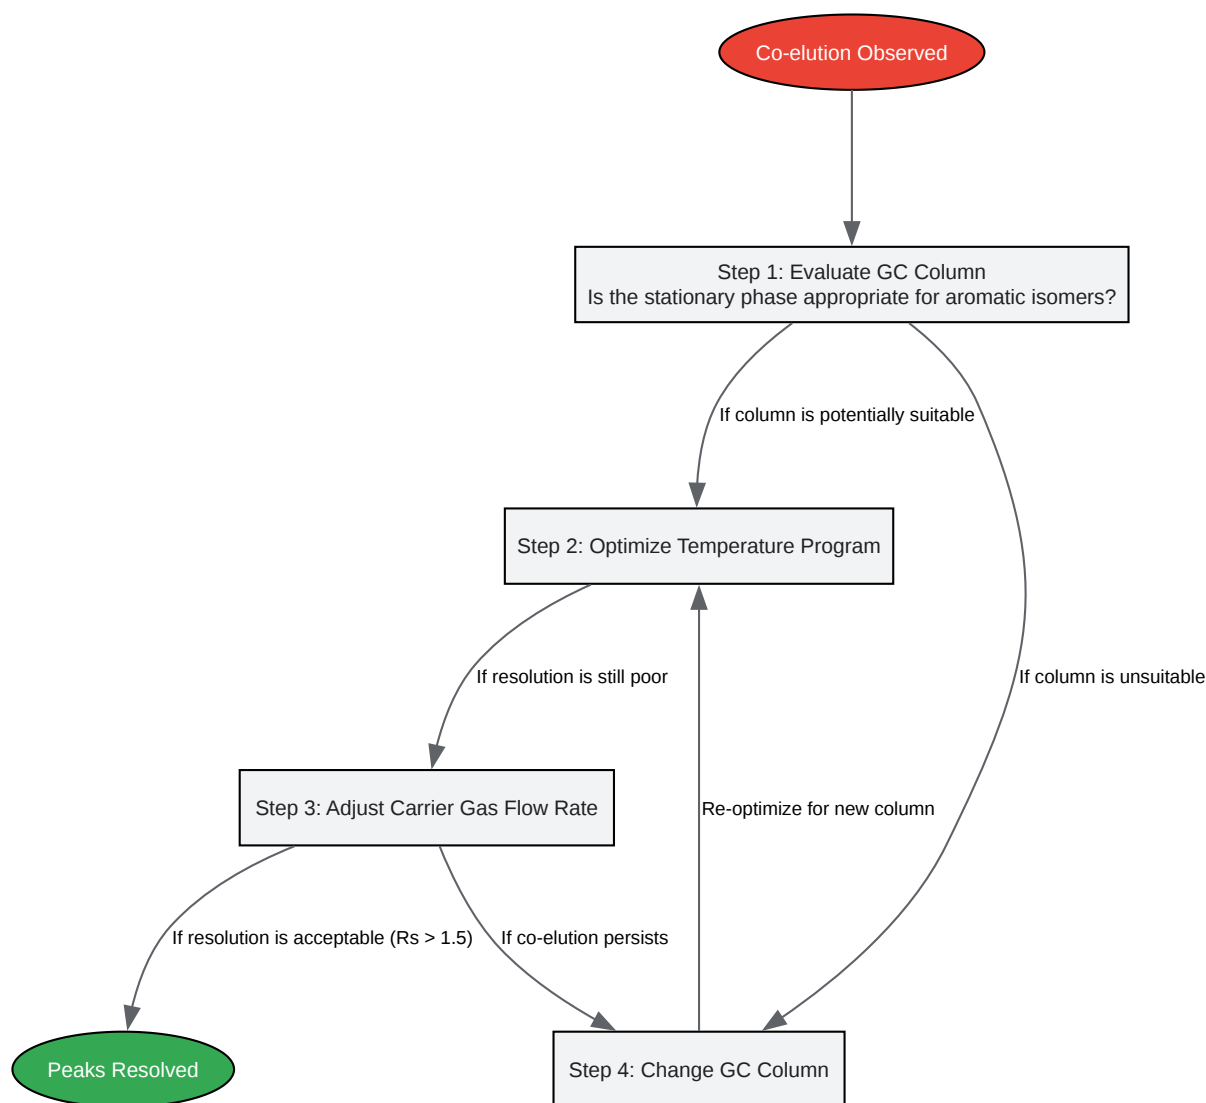 Co-elution Observed
Step 1: Evaluate GC Column
Is the stationary phase appropriate for aromatic isomers?
If column is potentially suitable
Step 2: Optimize Temperature Program
If resolution is still poor
If column is unsuitable
Step 3: Adjust Carrier Gas Flow Rate
Re-optimize for new column
If resolution is acceptable (Rs > 1.5)
If co-elution persists
Peaks Resolved
Step 4: Change GC Column